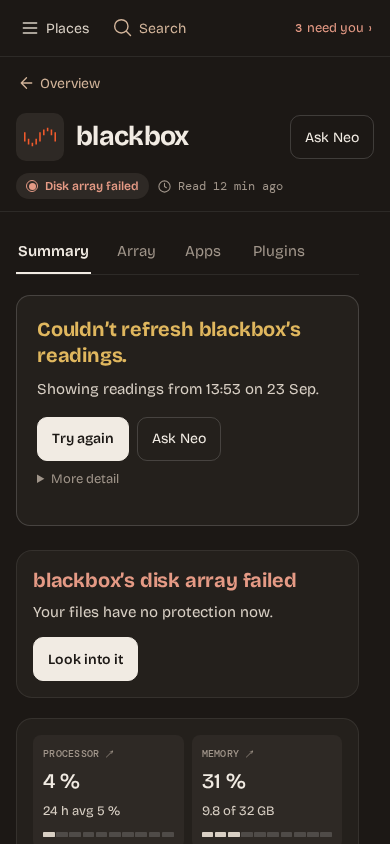 Places
Search
3 need you ›
← Overview
blackbox
Ask Neo
Disk array failed
Read 12 min ago
Summary
Array
Apps
Plugins
Couldn't refresh blackbox's
readings.
Showing readings from 13:53 on 23 Sep.
Try again
Ask Neo
▶ More detail
blackbox's disk array failed
Your files have no protection now.
Look into it
PROCESSOR ↗
4 %
24 h avg 5 %
MEMORY ↗
31 %
9.8 of 32 GB